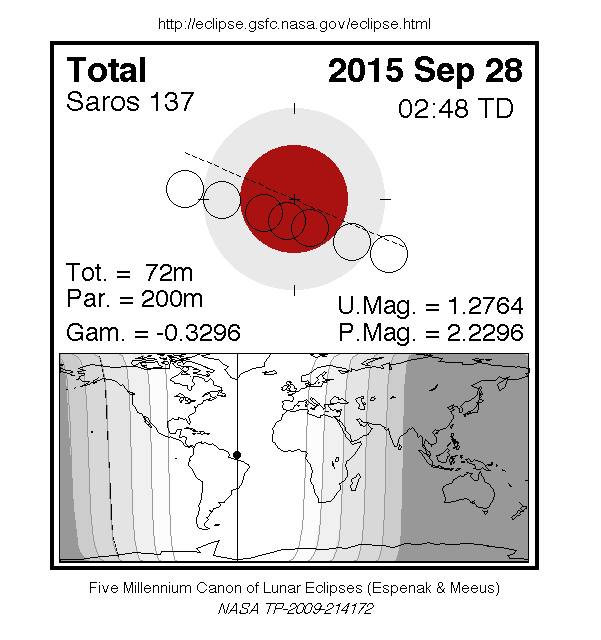 http://eclipse.gsfc.nasa.gov/eclipse.html
Total 2015 Sep 28
Saros 137 02:48 TD
Tot. = 72m
Par. = 200m
Gam. = -0.3296
U.Mag. = 1.2764
P.Mag. = 2.2296
Five Millennium Canon of Lunar Eclipses (Espenak & Meeus)
NASA TP-2009-214172